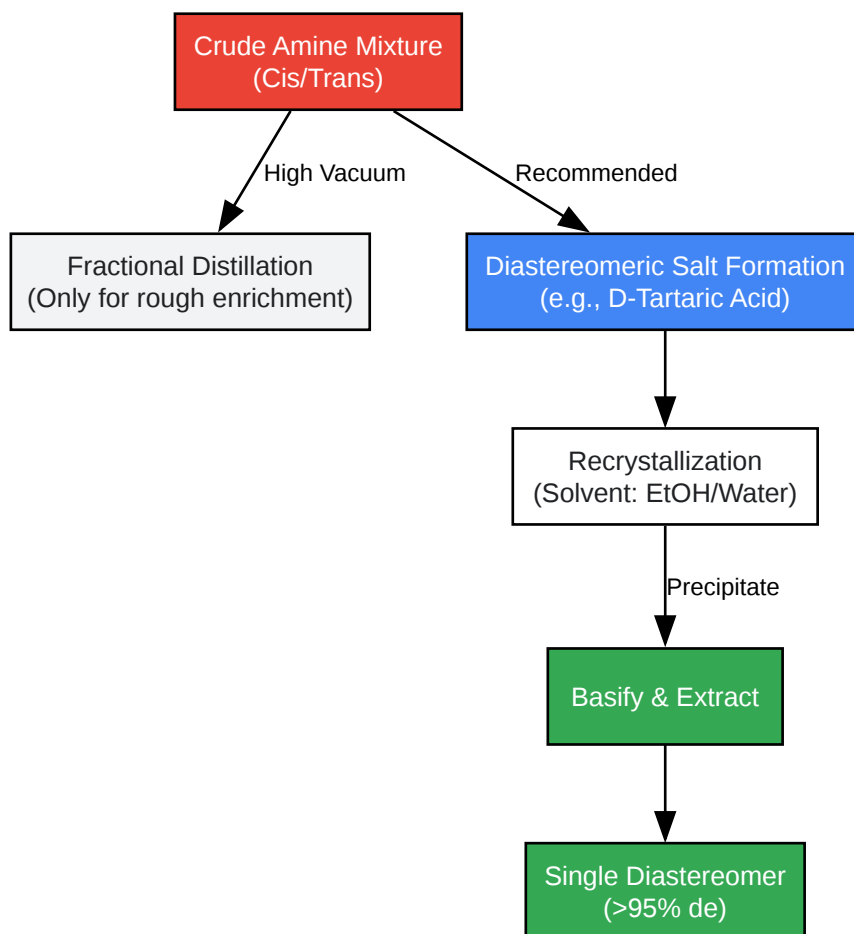 Crude Amine Mixture
(Cis/Trans)
High Vacuum
Recommended
Fractional Distillation
(Only for rough enrichment)
Diastereomeric Salt Formation
(e.g., D-Tartaric Acid)
Recrystallization
(Solvent: EtOH/Water)
Precipitate
Basify & Extract
Single Diastereomer
(>95% de)